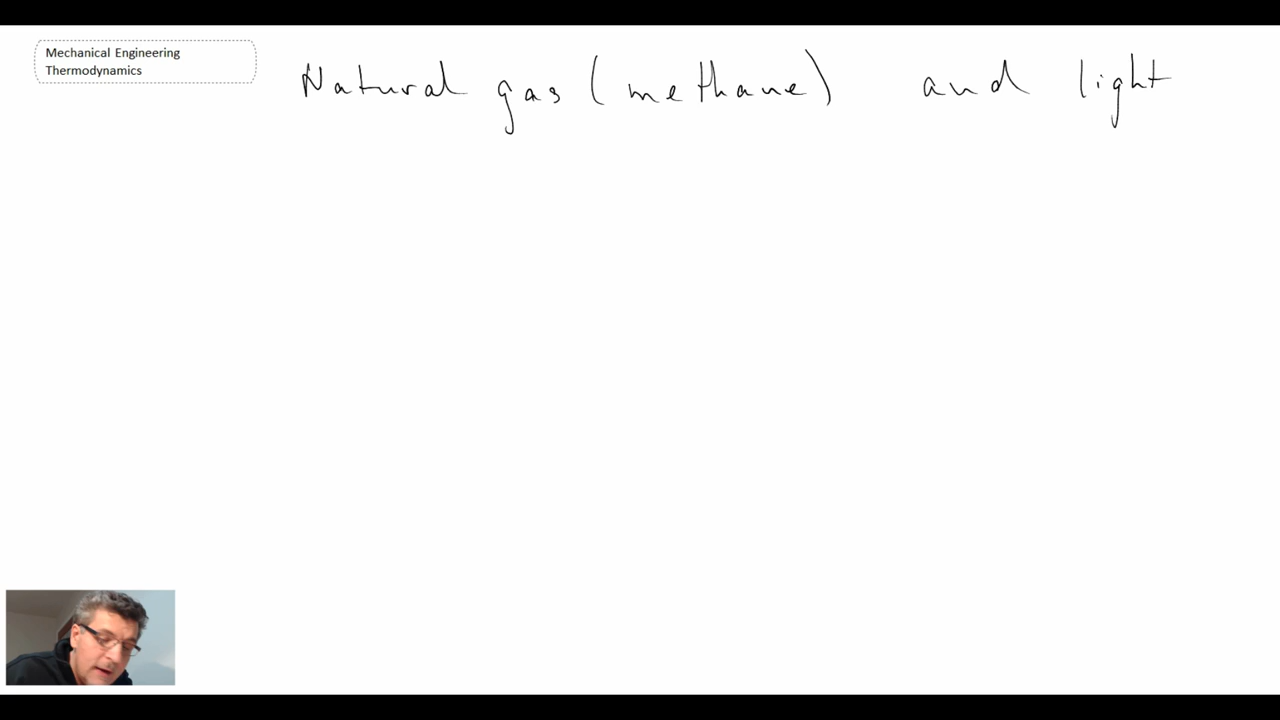 Mechanical Engineering
Thermodynamics
Natural gas (methane) and light